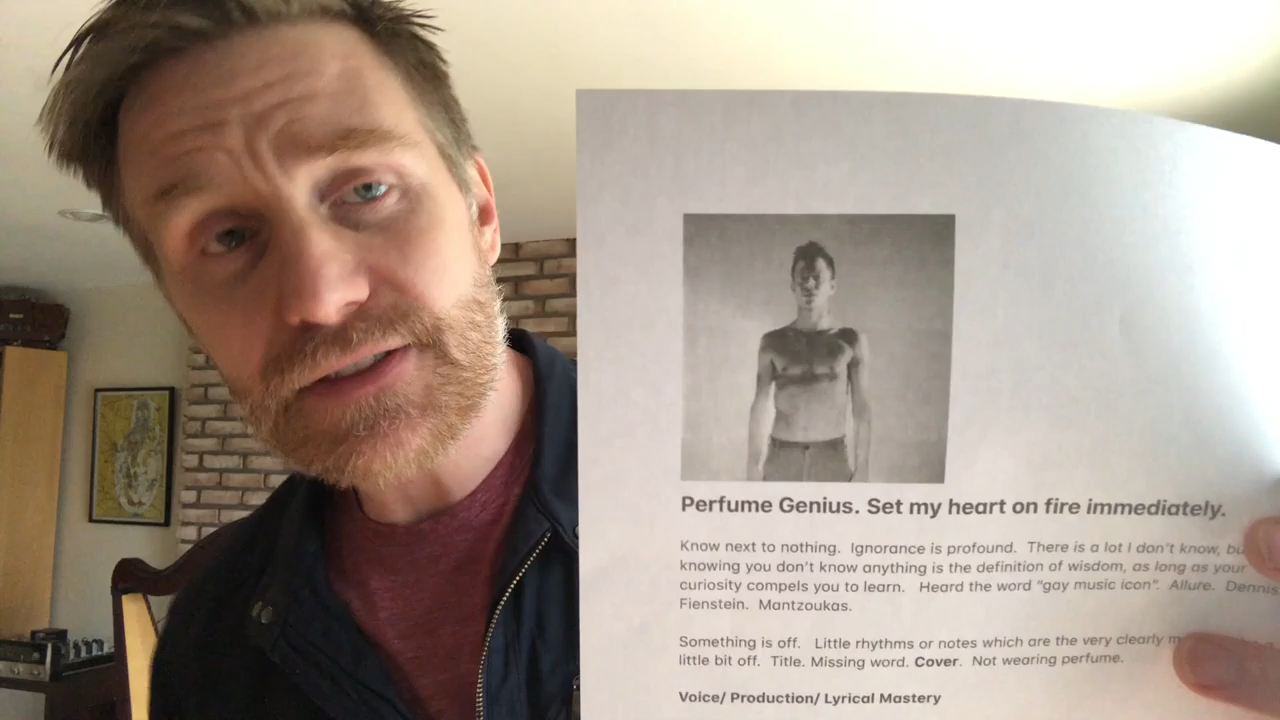 Perfume Genius. Set my heart on fire immediately.
Know next to nothing. Ignorance is profound. There is a lot I don't know, bu
knowing you don't know anything is the definition of wisdom, as long as your
curiosity compels you to learn. Heard the word "gay music icon". Allure. Dennis
Fienstein. Mantzoukas.
Something is off. Little rhythms or notes which are the very clearly m
little bit off. Title. Missing word. Cover. Not wearing perfume.
Voice/ Production/ Lyrical Mastery